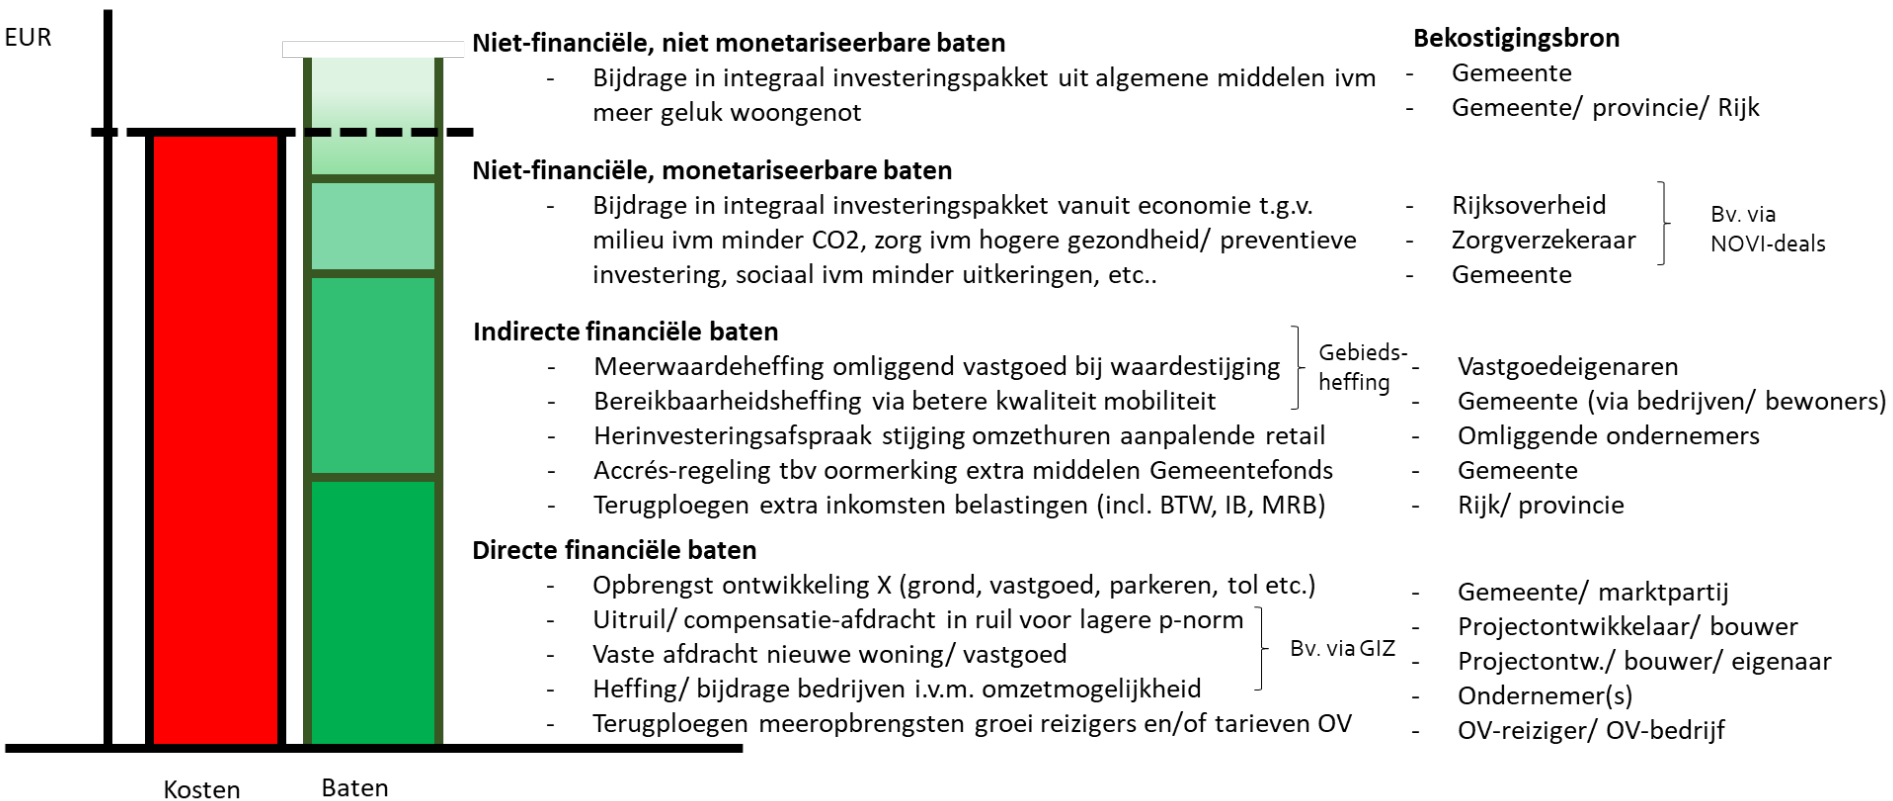 EUR
Niet-financiële, niet monetariseerbare baten
- Bijdrage in integraal investeringspakket uit algemene middelen ivm
meer geluk woongenot
Bekostigingsbron
- Gemeente
- Gemeente/ provincie/ Rijk
Niet-financiële, monetariseerbare baten
- Bijdrage in integraal investeringspakket vanuit economie t.g.v.
milieu ivm minder CO2, zorg ivm hogere gezondheid/ preventieve
investering, sociaal ivm minder uitkeringen, etc..
- Rijksoverheid
- Zorgverzekeraar
- Gemeente
Bv. via
NOVI-deals
Indirecte financiële baten
- Meerwaardeheffing omliggend vastgoed bij waardestijging
- Bereikbaarheidsheffing via betere kwaliteit mobiliteit
- Herinvesteringsafspraak stijging omzethuren aanpalende retail
- Accrés-regeling tbv oormerking extra middelen Gemeentefonds
- Terugploegen extra inkomsten belastingen (incl. BTW, IB, MRB)
Gebieds-
heffing
- Vastgoedeigenaren
- Gemeente (via bedrijven/ bewoners)
- Omliggende ondernemers
- Gemeente
- Rijk/ provincie
Directe financiële baten
- Opbrengst ontwikkeling X (grond, vastgoed, parkeren, tol etc.)
- Uitruil/ compensatie-afdracht in ruil voor lagere p-norm
- Vaste afdracht nieuwe woning/ vastgoed
- Heffing/ bijdrage bedrijven i.v.m. omzetmogelijkheid
- Terugploegen meeropbrengsten groei reizigers en/of tarieven OV
Bv. via GIZ
- Gemeente/ marktpartij
- Projectontwikkelaar/ bouwer
- Projectontw./ bouwer/ eigenaar
- Ondernemer(s)
- OV-reiziger/ OV-bedrijf
Kosten
Baten